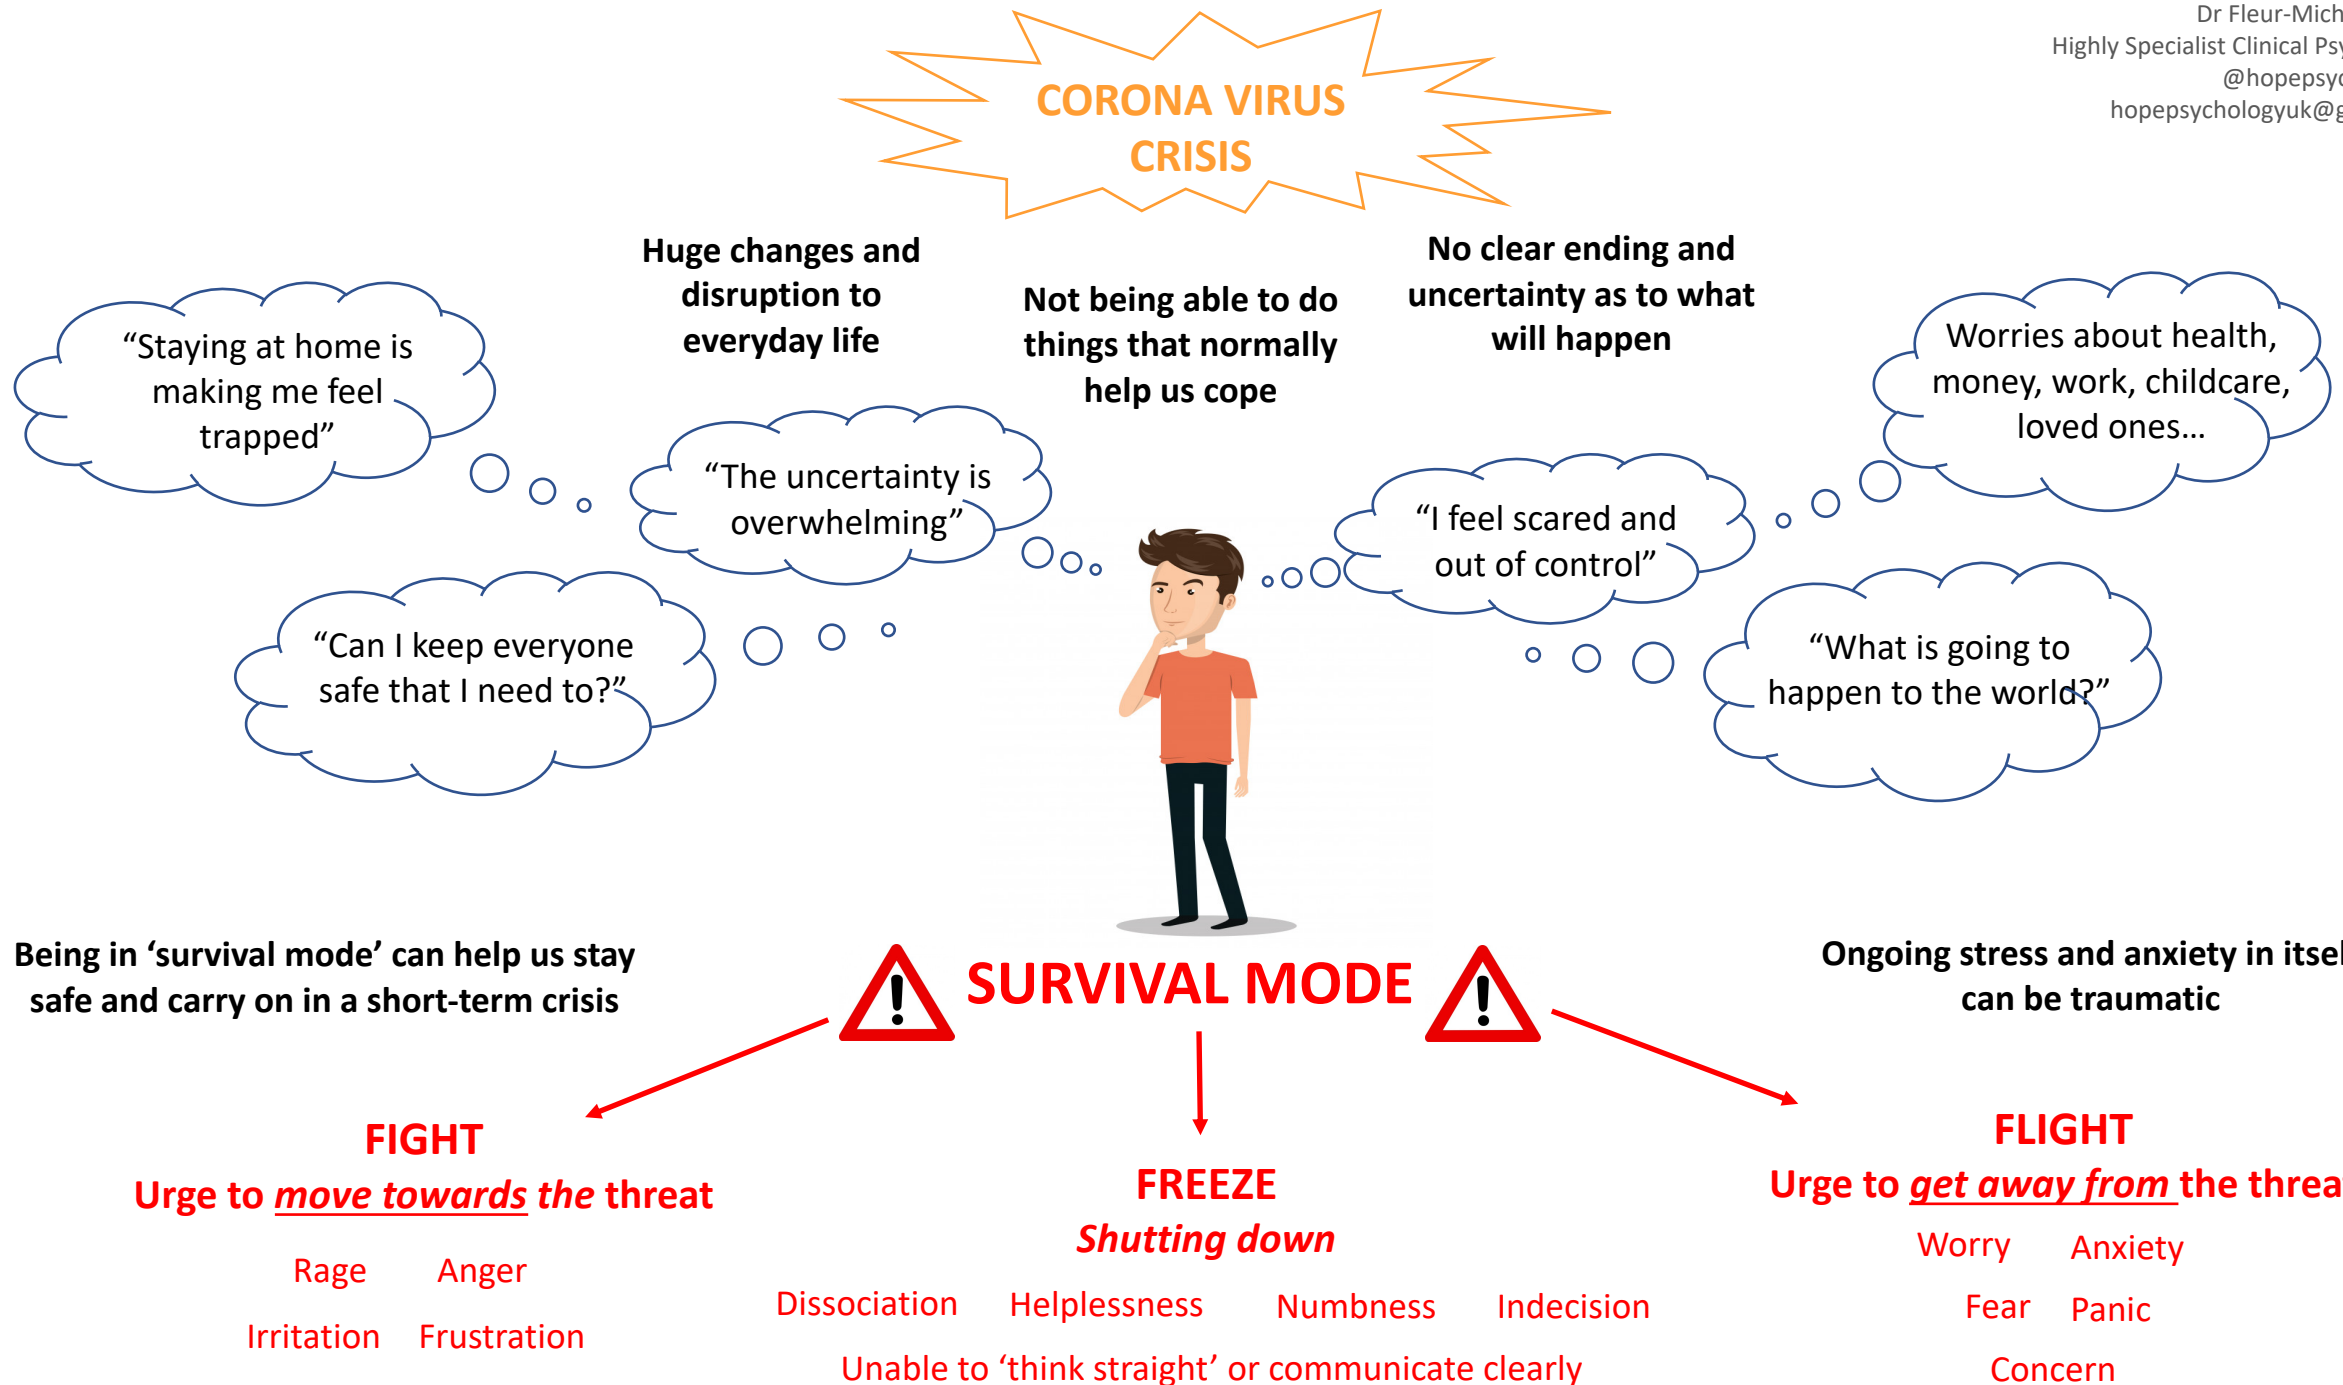 Dr Fleur-Mich
Highly Specialist Clinical Psy
@hopepsyc
hopepsychologyuk@g
CORONA VIRUS
CRISIS
Huge changes and
disruption to
everyday life
Not being able to do
things that normally
help us cope
No clear ending and
uncertainty as to what
will happen
“Staying at home is
making me feel
trapped”
“The uncertainty is
overwhelming”
“Can I keep everyone
safe that I need to?”
“I feel scared and
out of control”
Worries about health,
money, work, childcare,
loved ones...
“What is going to
happen to the world?”
Being in ‘survival mode’ can help us stay
safe and carry on in a short-term crisis
SURVIVAL MODE
Ongoing stress and anxiety in itsel
can be traumatic
FIGHT
Urge to move towards the threat
Rage Anger
Irritation Frustration
FREEZE
Shutting down
Dissociation Helplessness Numbness Indecision
Unable to ‘think straight’ or communicate clearly
FLIGHT
Urge to get away from the threat
Worry Anxiety
Fear Panic
Concern